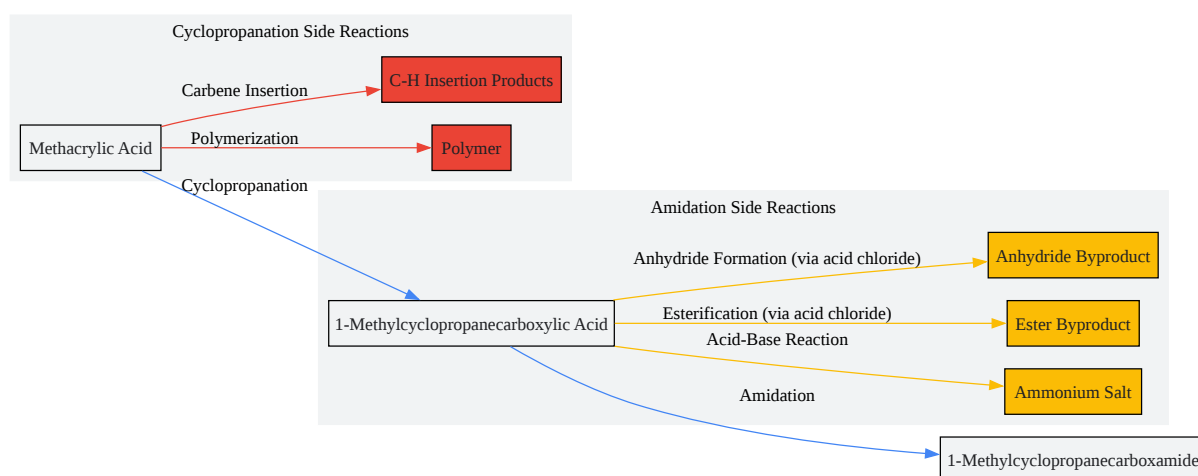 Cyclopropanation Side Reactions
C-H Insertion Products
Carbene Insertion
Polymerization
Methacrylic Acid
Polymer
Cyclopropanation
Amidation Side Reactions
Anhydride Byproduct
Anhydride Formation (via acid chloride)
Esterification (via acid chloride)
1-Methylcyclopropanecarboxylic Acid
Ester Byproduct
Acid-Base Reaction
Ammonium Salt
Amidation
1-Methylcyclopropanecarboxamide